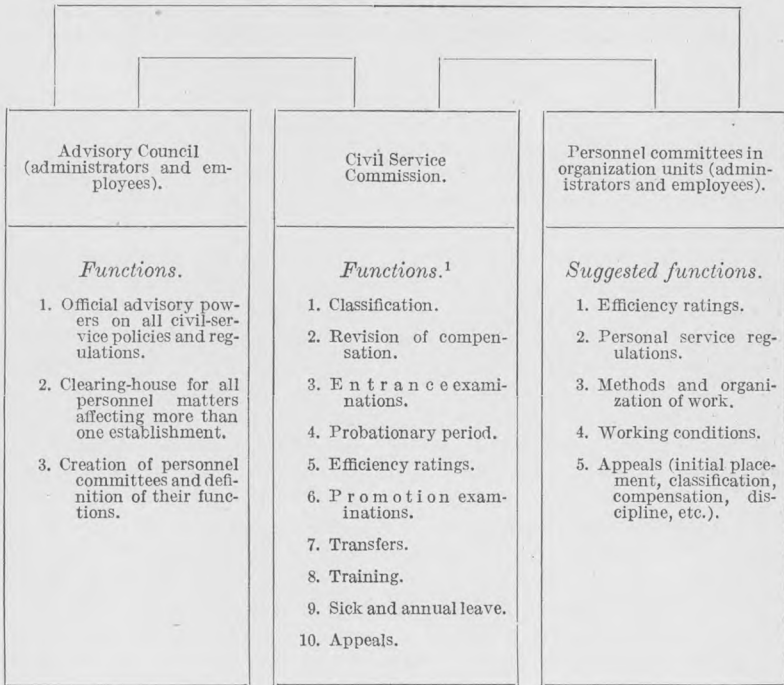 Advisory Council
(administrators and em-
ployees).
Functions.
1. Official advisory pow-
ers on all civil-ser-
vice policies and reg-
ulations.
2. Clearing-house for all
personnel matters
affecting more than
one establishment.
3. Creation of personnel
committees and defi-
nition of their func-
tions.
Civil Service
Commission.
Functions.¹
1. Classification.
2. Revision of compen-
sation.
3. Entrance exami-
nations.
4. Probationary period.
5. Efficiency ratings.
6. Promotion exam-
inations.
7. Transfers.
8. Training.
9. Sick and annual leave.
10. Appeals.
Personnel committees in
organization units (admin-
istrators and employees).
Suggested functions.
1. Efficiency ratings.
2. Personal service reg-
ulations.
3. Methods and organi-
zation of work.
4. Working conditions.
5. Appeals (initial place-
ment, classification,
compensation, dis-
cipline, etc.).